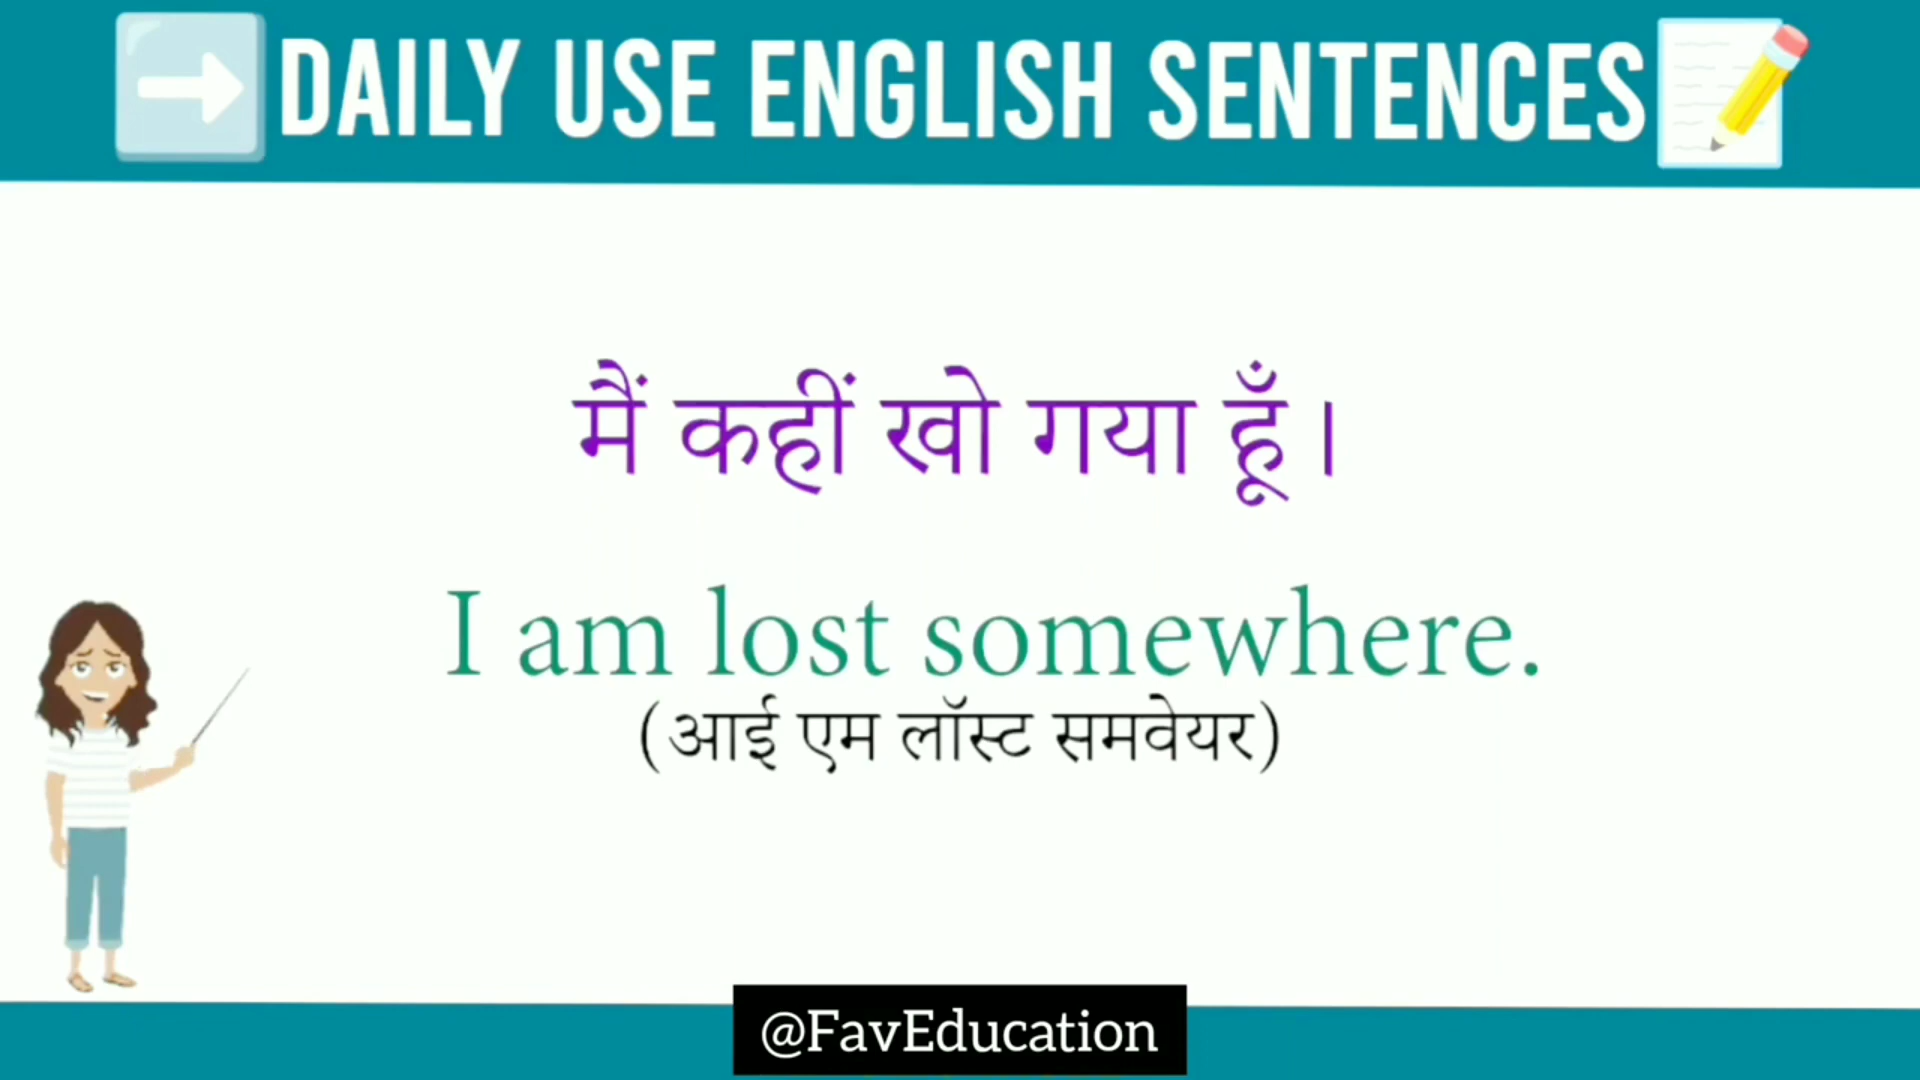 DAILY USE ENGLISH SENTENCES
मैं कहीं खो गया हूँ।
I am lost somewhere.
(आई एम लॉस्ट समवेयर)
@FavEducation